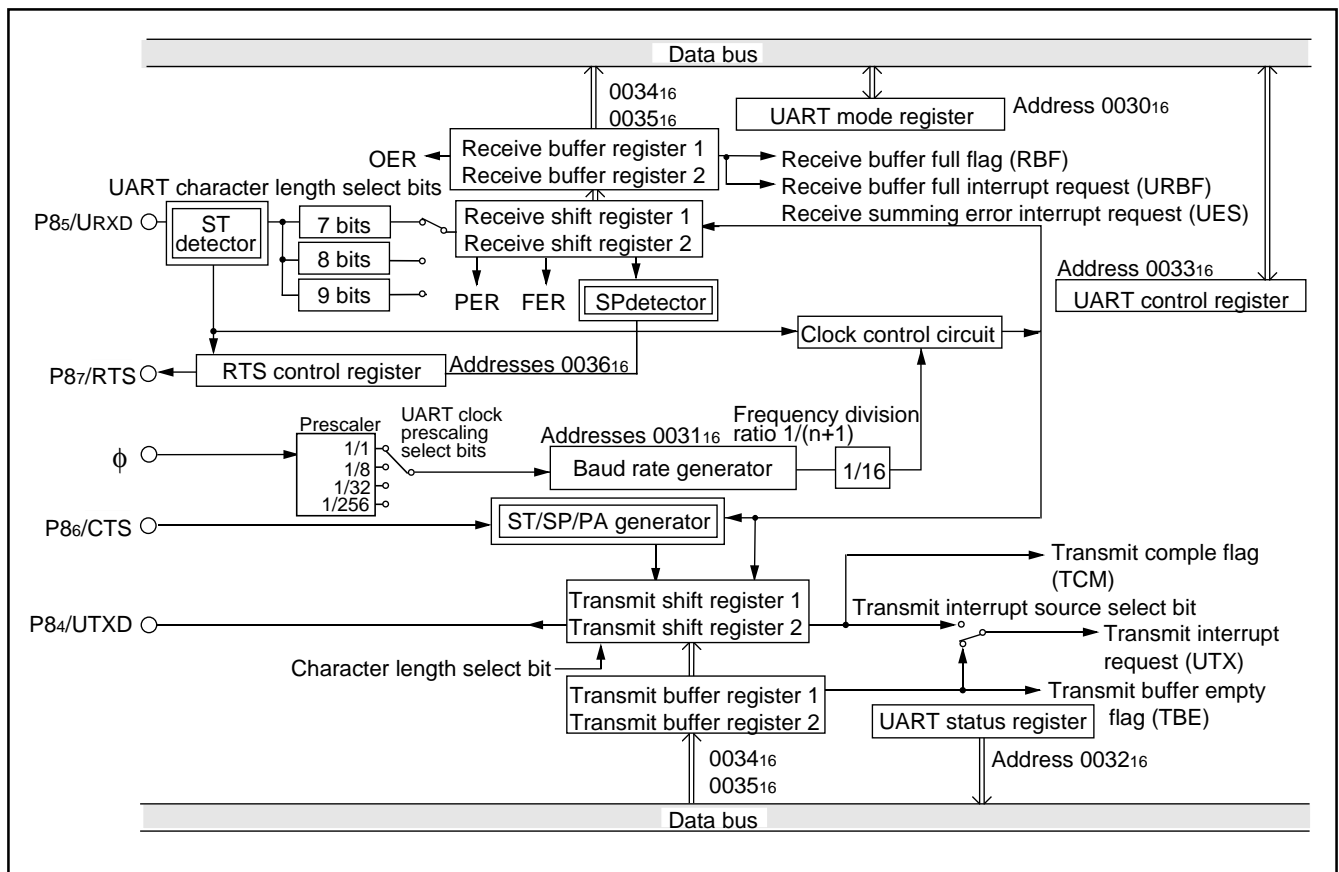 Data bus
0034₁₆
0035₁₆
UART mode register
Address 0030₁₆
OER
Receive buffer register 1
Receive buffer register 2
Receive buffer full flag (RBF)
Receive buffer full interrupt request (URBF)
Receive summing error interrupt request (UES)
UART character length select bits
P8₅/URXD
ST
detector
7 bits
8 bits
9 bits
Receive shift register 1
Receive shift register 2
PER
FER
SPdetector
Address 0033₁₆
UART control register
Clock control circuit
P8₇/RTS
RTS control register
Addresses 0036₁₆
ϕ
Prescaler
1/1
1/8
1/32
1/256
UART clock
prescaling
select bits
Addresses 0031₁₆
Baud rate generator
Frequency division
ratio 1/(n+1)
1/16
P8₆/CTS
ST/SP/PA generator
Transmit comple flag
(TCM)
P8₄/UTXD
Transmit shift register 1
Transmit shift register 2
Transmit interrupt source select bit
Transmit interrupt
request (UTX)
Character length select bit
Transmit buffer register 1
Transmit buffer register 2
Transmit buffer empty
flag (TBE)
UART status register
Address 0032₁₆
0034₁₆
0035₁₆
Data bus